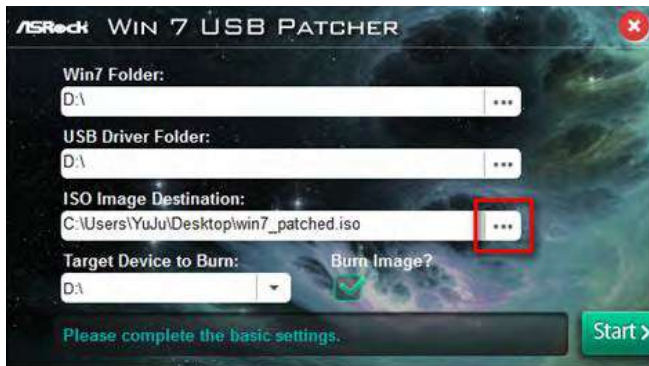 ASRock WIN 7 USB PATCHER
Win7 Folder:
D:\
...
USB Driver Folder:
D:\
...
ISO Image Destination:
C:\Users\YuJu\Desktop\win7_patched.iso
...
Target Device to Burn:
Burn Image?
D:\
Please complete the basic settings.
Start